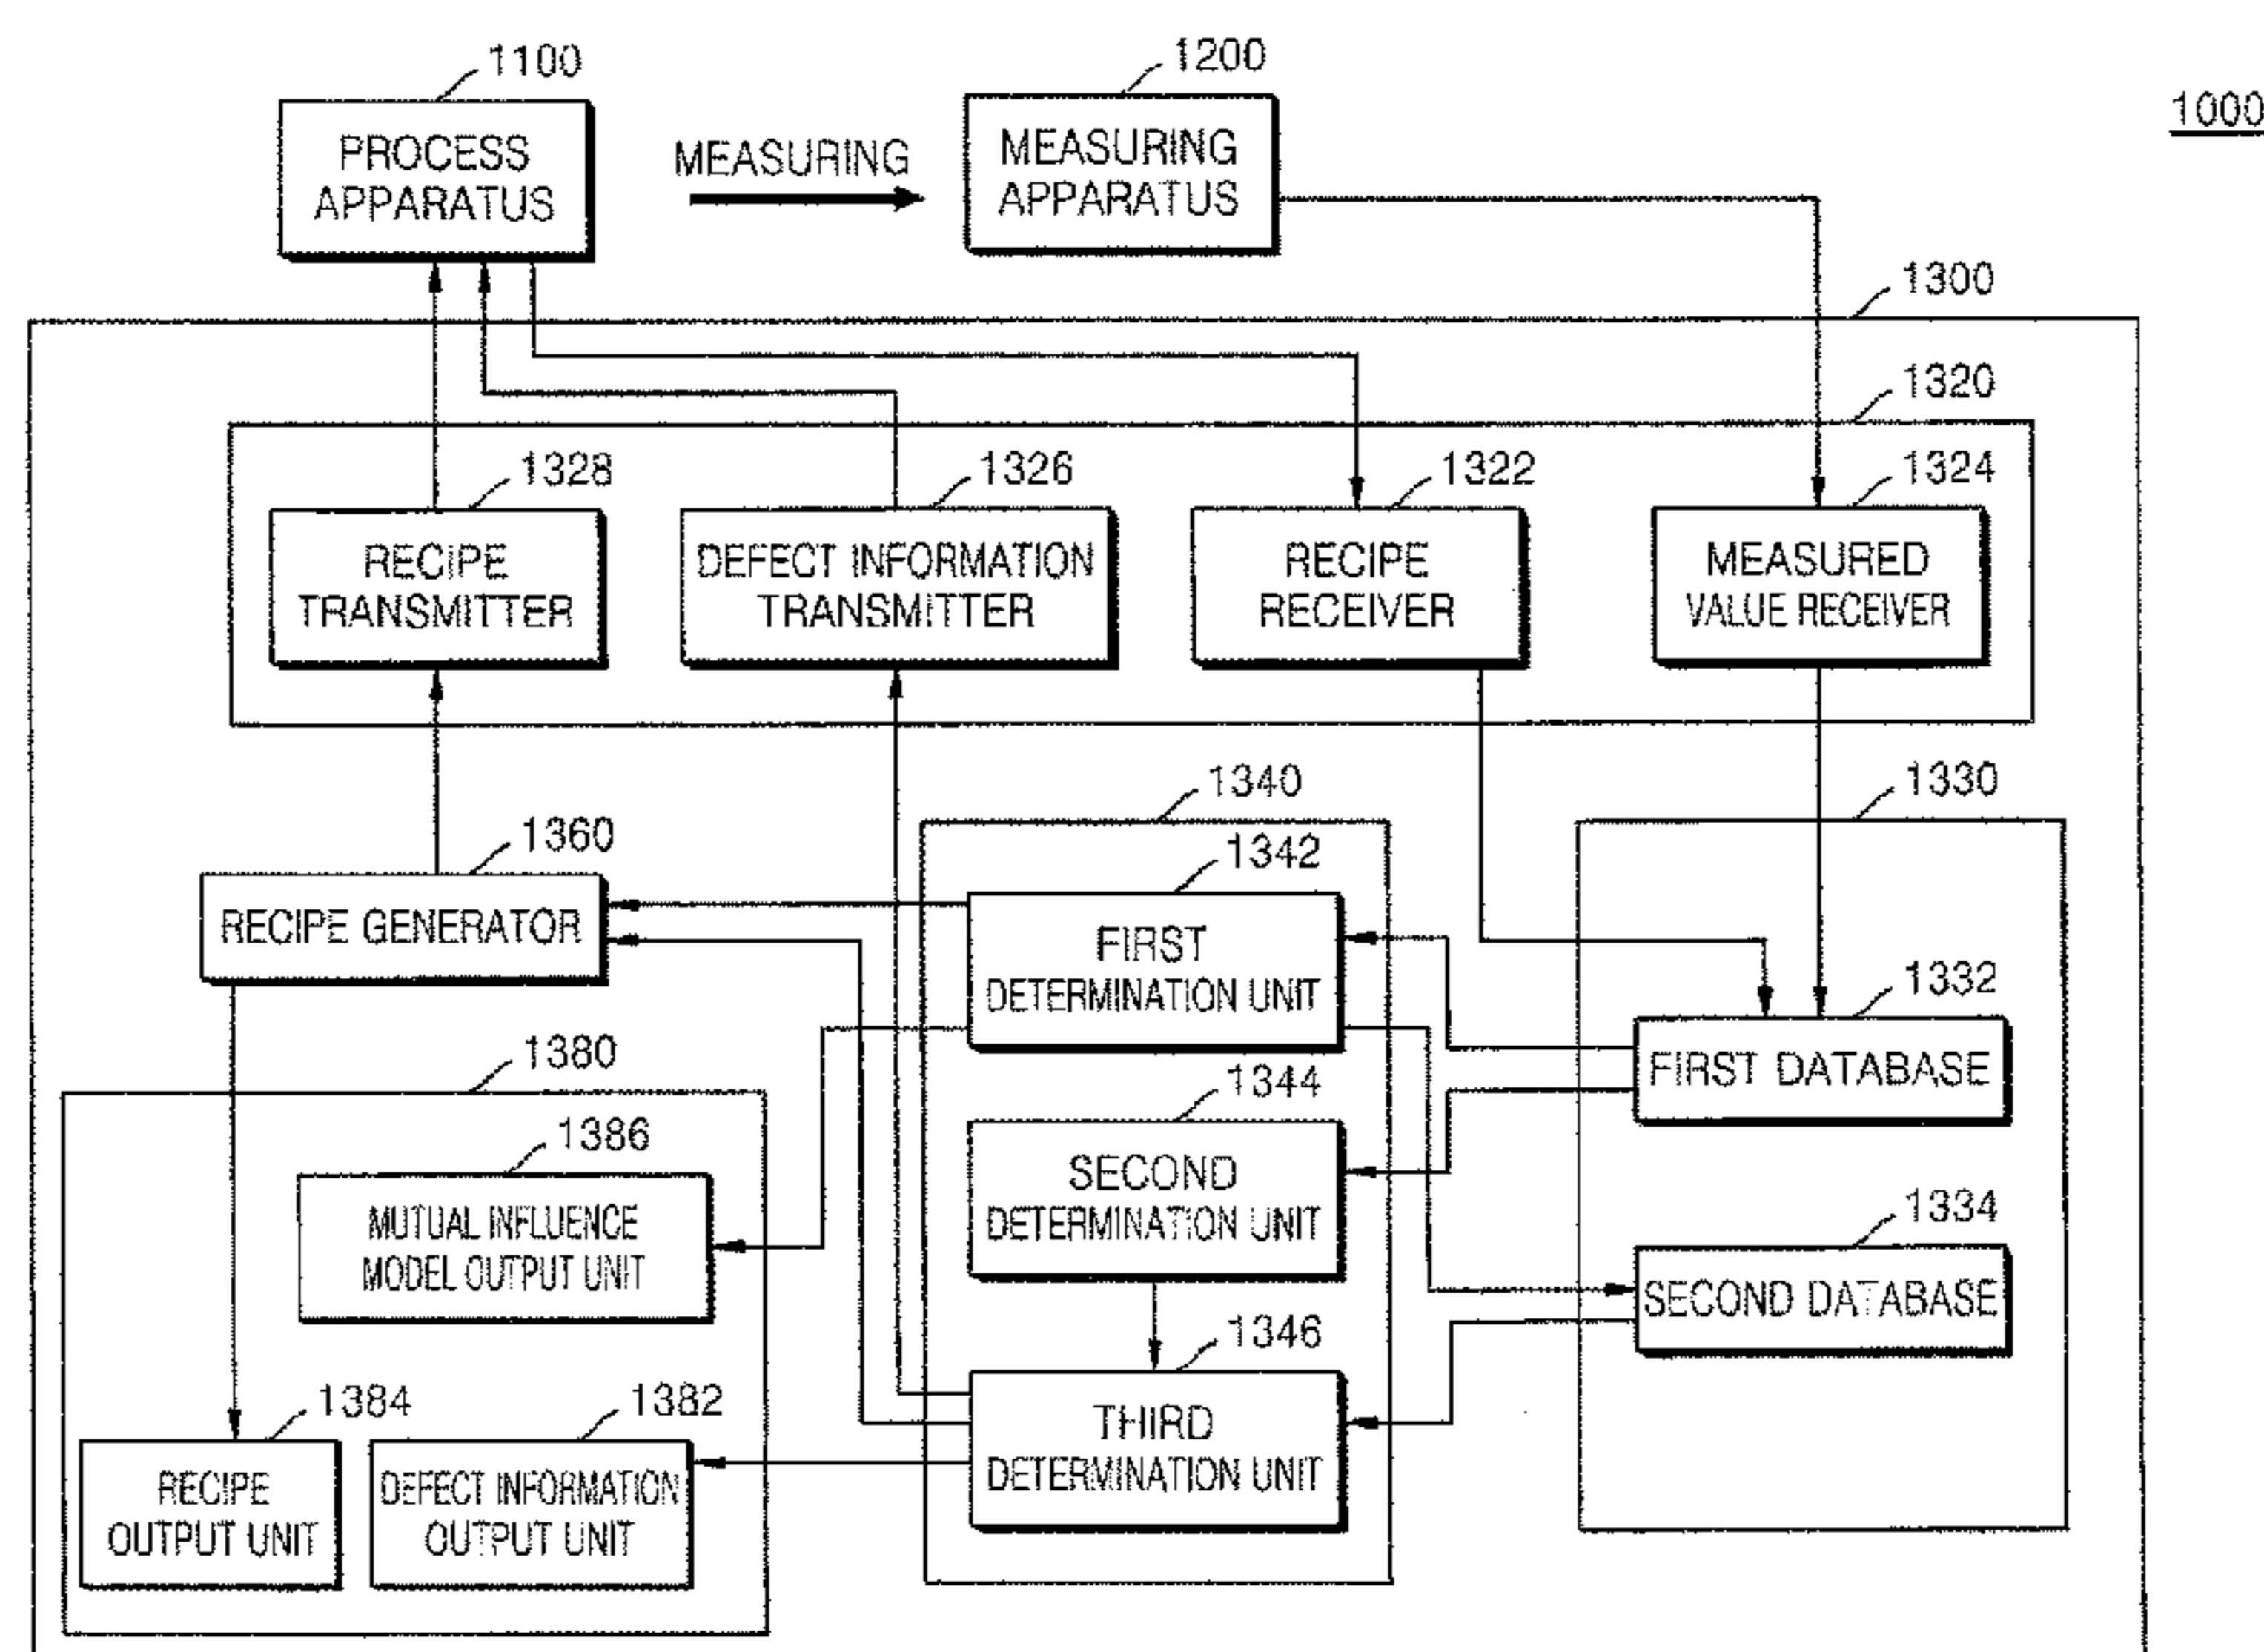 1100
1200
1000
PROCESS
APPARATUS
MEASURING
MEASURING
APPARATUS
1300
1320
1328
1326
1322
1324
RECIPE
TRANSMITTER
DEFECT INFORMATION
TRANSMITTER
RECIPE
RECEIVER
MEASURED
VALUE RECEIVER
1340
1330
1360
1342
RECIPE GENERATOR
FIRST
DETERMINATION UNIT
1332
FIRST DATABASE
1380
1344
1386
SECOND
DETERMINATION UNIT
MUTUAL INFLUENCE
MODEL OUTPUT UNIT
1334
SECOND DATABASE
1346
1384
1382
THIRD
DETERMINATION UNIT
RECIPE
OUTPUT UNIT
DEFECT INFORMATION
OUTPUT UNIT